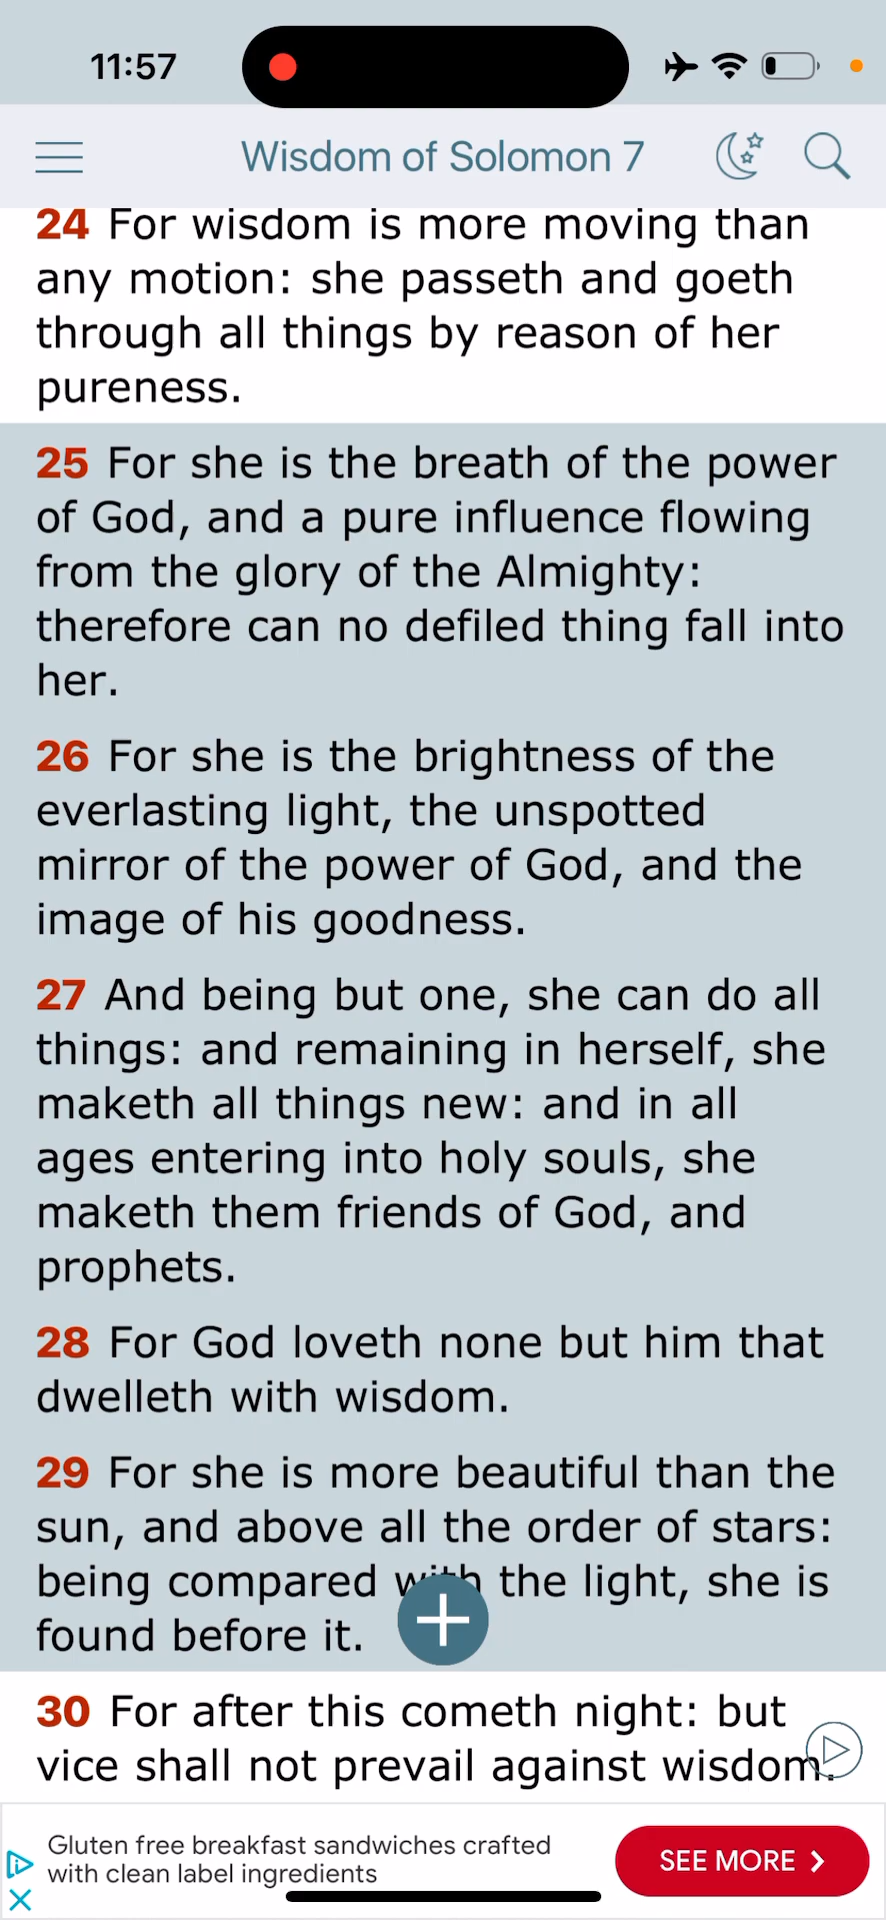 11:57
Wisdom of Solomon 7
24 For wisdom is more moving than
any motion: she passeth and goeth
through all things by reason of her
pureness.
25 For she is the breath of the power
of God, and a pure influence flowing
from the glory of the Almighty:
therefore can no defiled thing fall into
her.
26 For she is the brightness of the
everlasting light, the unspotted
mirror of the power of God, and the
image of his goodness.
27 And being but one, she can do all
things: and remaining in herself, she
maketh all things new: and in all
ages entering into holy souls, she
maketh them friends of God, and
prophets.
28 For God loveth none but him that
dwelleth with wisdom.
29 For she is more beautiful than the
sun, and above all the order of stars:
being compared with the light, she is
found before it.
30 For after this cometh night: but
vice shall not prevail against wisdom.
Gluten free breakfast sandwiches crafted
with clean label ingredients
SEE MORE